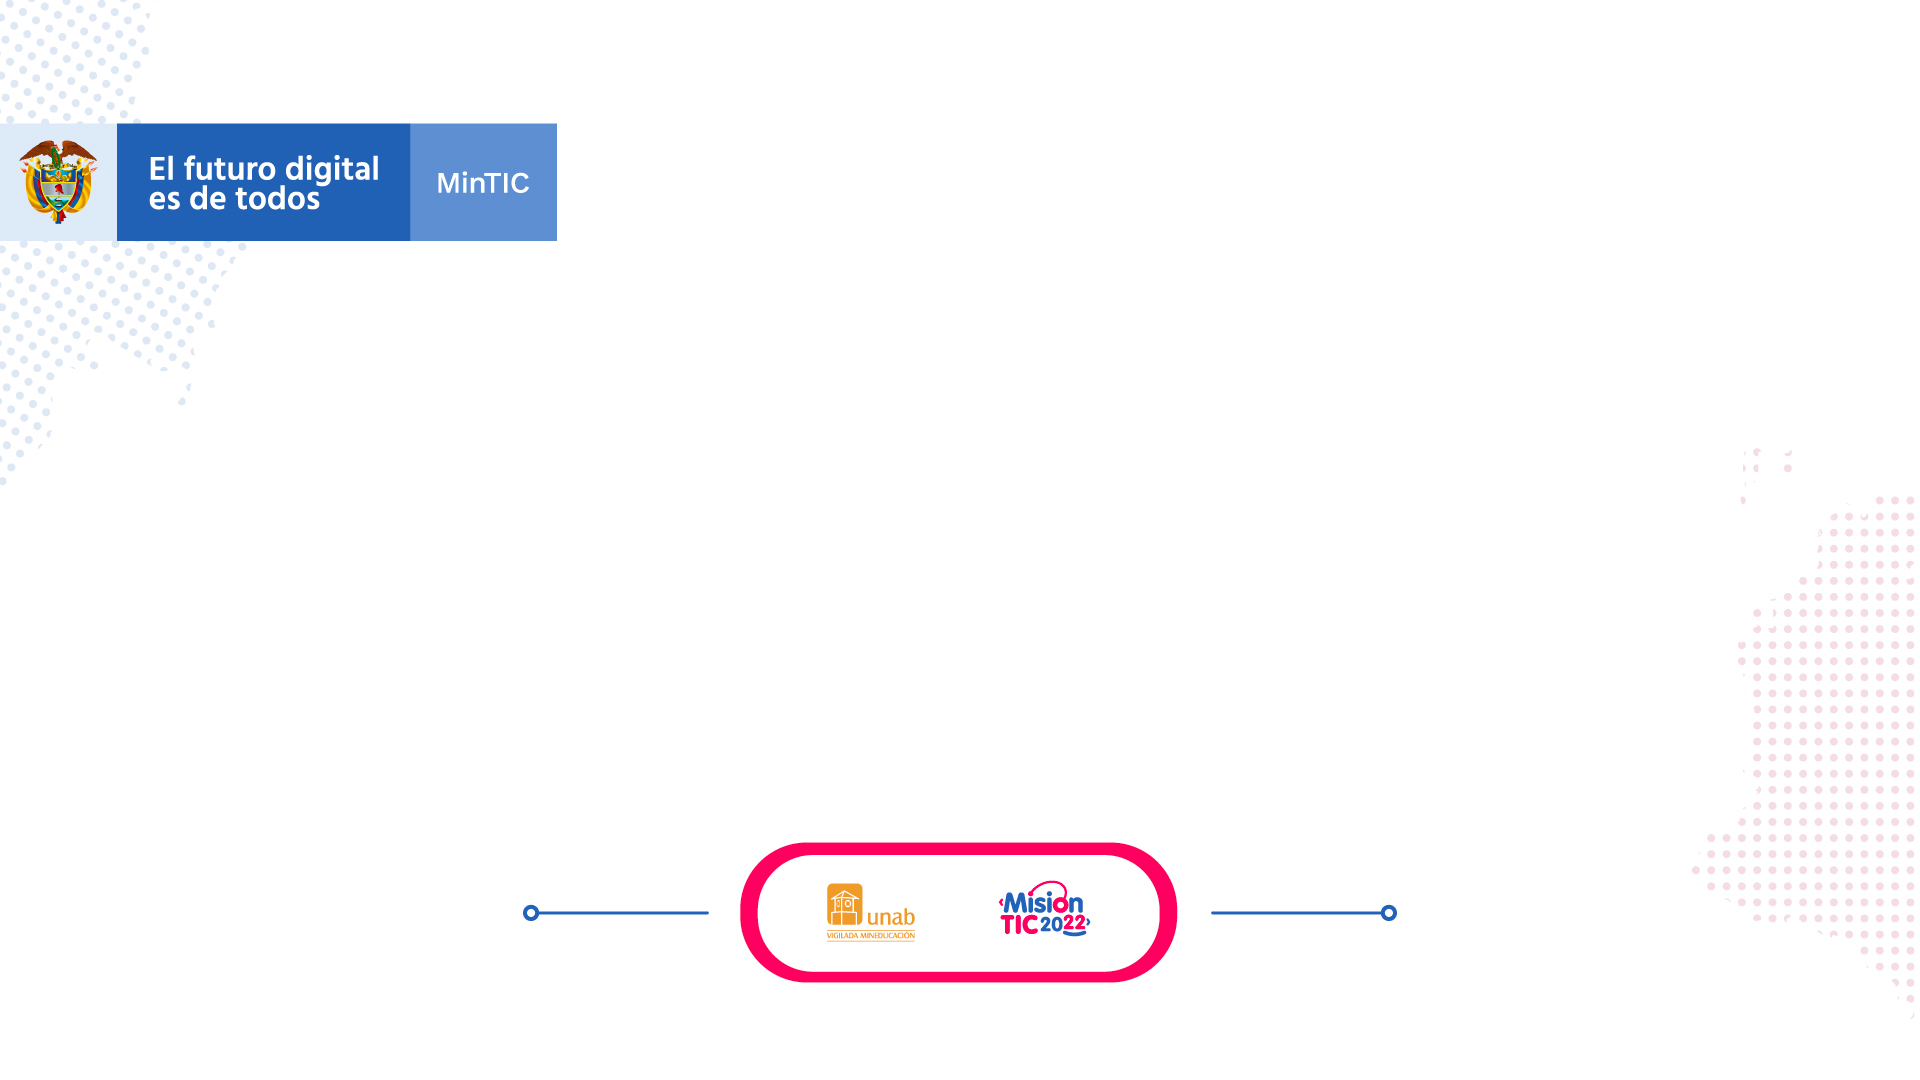 El futuro digital
es de todos
MinTIC
unab
VIGILADA MINEDUCACIÓN
Misión
TIC 2022